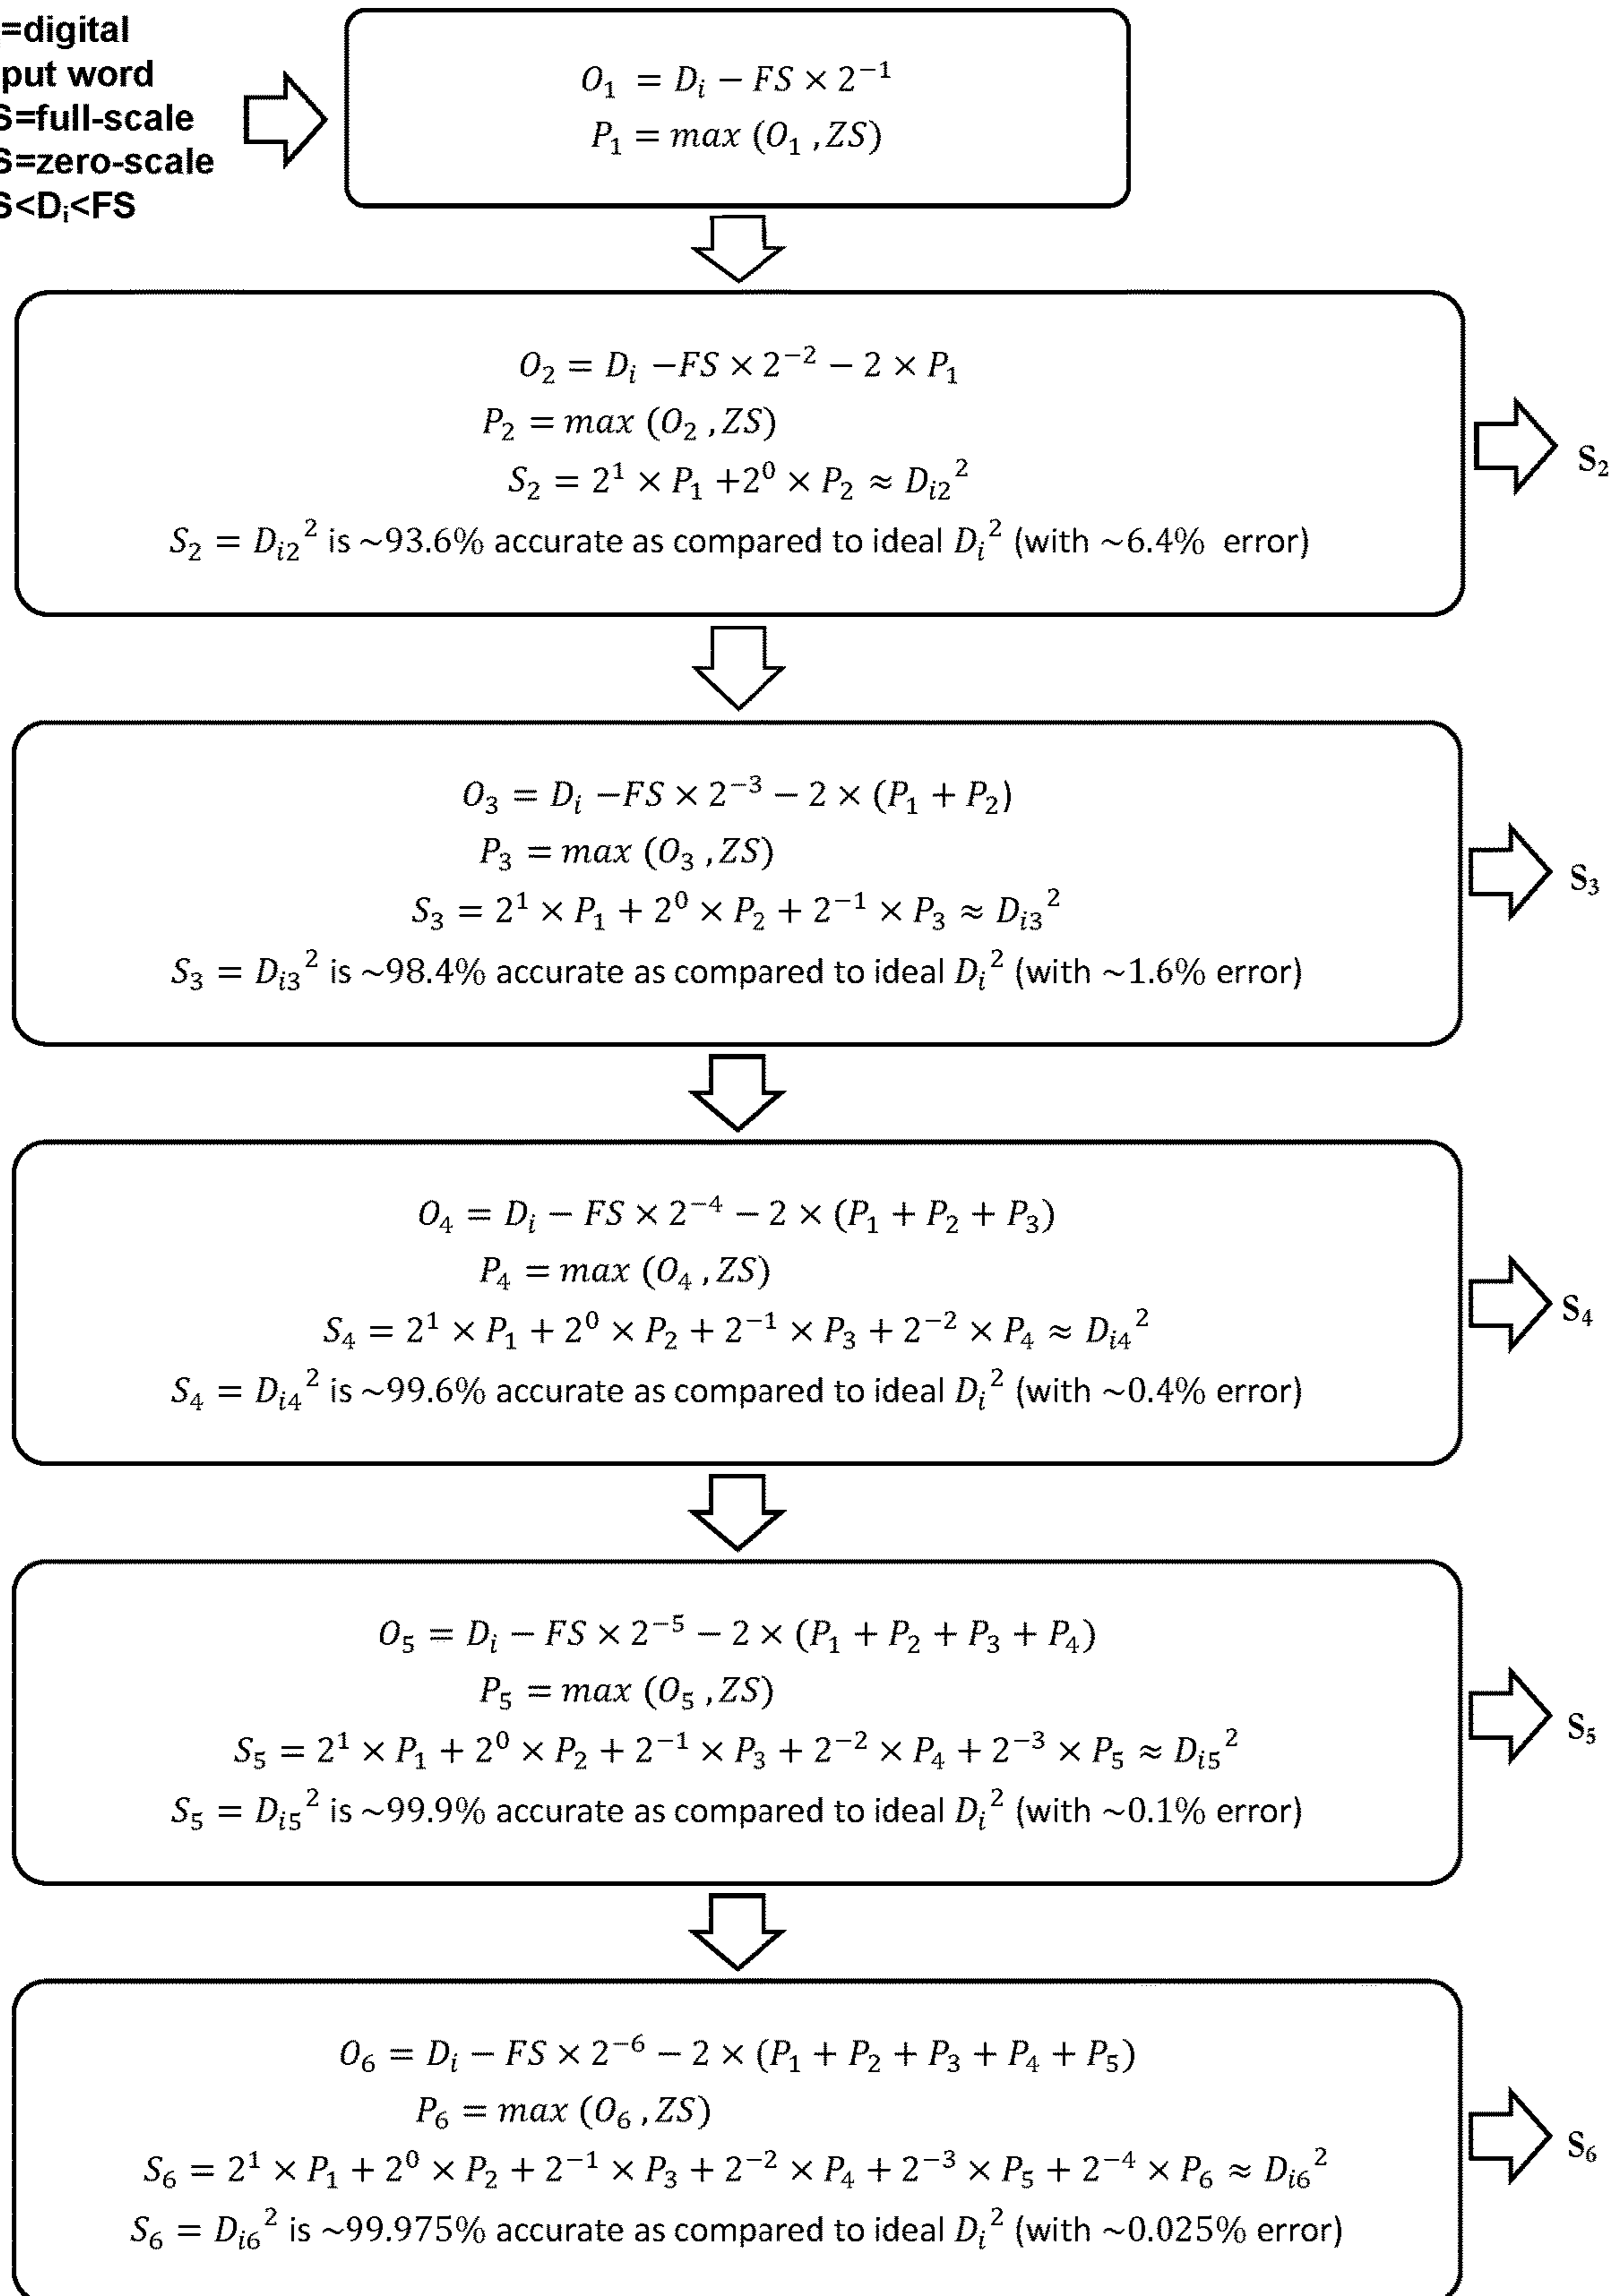 =digital
put word
S=full-scale
S=zero-scale
S<Dᵢ<FS
O₁ = Dᵢ − FS × 2⁻¹
P₁ = max (O₁ , ZS)
O₂ = Dᵢ −FS × 2⁻² − 2 × P₁
P₂ = max (O₂ , ZS)
S₂ = 2¹ × P₁ +2⁰ × P₂ ≈ Dᵢ₂²
S₂ = Dᵢ₂² is ~93.6% accurate as compared to ideal Dᵢ² (with ~6.4% error)
S₂
O₃ = Dᵢ −FS × 2⁻³ − 2 × (P₁ + P₂)
P₃ = max (O₃ , ZS)
S₃ = 2¹ × P₁ + 2⁰ × P₂ + 2⁻¹ × P₃ ≈ Dᵢ₃²
S₃ = Dᵢ₃² is ~98.4% accurate as compared to ideal Dᵢ² (with ~1.6% error)
S₃
O₄ = Dᵢ − FS × 2⁻⁴ − 2 × (P₁ + P₂ + P₃)
P₄ = max (O₄ , ZS)
S₄ = 2¹ × P₁ + 2⁰ × P₂ + 2⁻¹ × P₃ + 2⁻² × P₄ ≈ Dᵢ₄²
S₄ = Dᵢ₄² is ~99.6% accurate as compared to ideal Dᵢ² (with ~0.4% error)
S₄
O₅ = Dᵢ − FS × 2⁻⁵ − 2 × (P₁ + P₂ + P₃ + P₄)
P₅ = max (O₅ , ZS)
S₅ = 2¹ × P₁ + 2⁰ × P₂ + 2⁻¹ × P₃ + 2⁻² × P₄ + 2⁻³ × P₅ ≈ Dᵢ₅²
S₅ = Dᵢ₅² is ~99.9% accurate as compared to ideal Dᵢ² (with ~0.1% error)
S₅
O₆ = Dᵢ − FS × 2⁻⁶ − 2 × (P₁ + P₂ + P₃ + P₄ + P₅)
P₆ = max (O₆ , ZS)
S₆ = 2¹ × P₁ + 2⁰ × P₂ + 2⁻¹ × P₃ + 2⁻² × P₄ + 2⁻³ × P₅ + 2⁻⁴ × P₆ ≈ Dᵢ₆²
S₆ = Dᵢ₆² is ~99.975% accurate as compared to ideal Dᵢ² (with ~0.025% error)
S₆